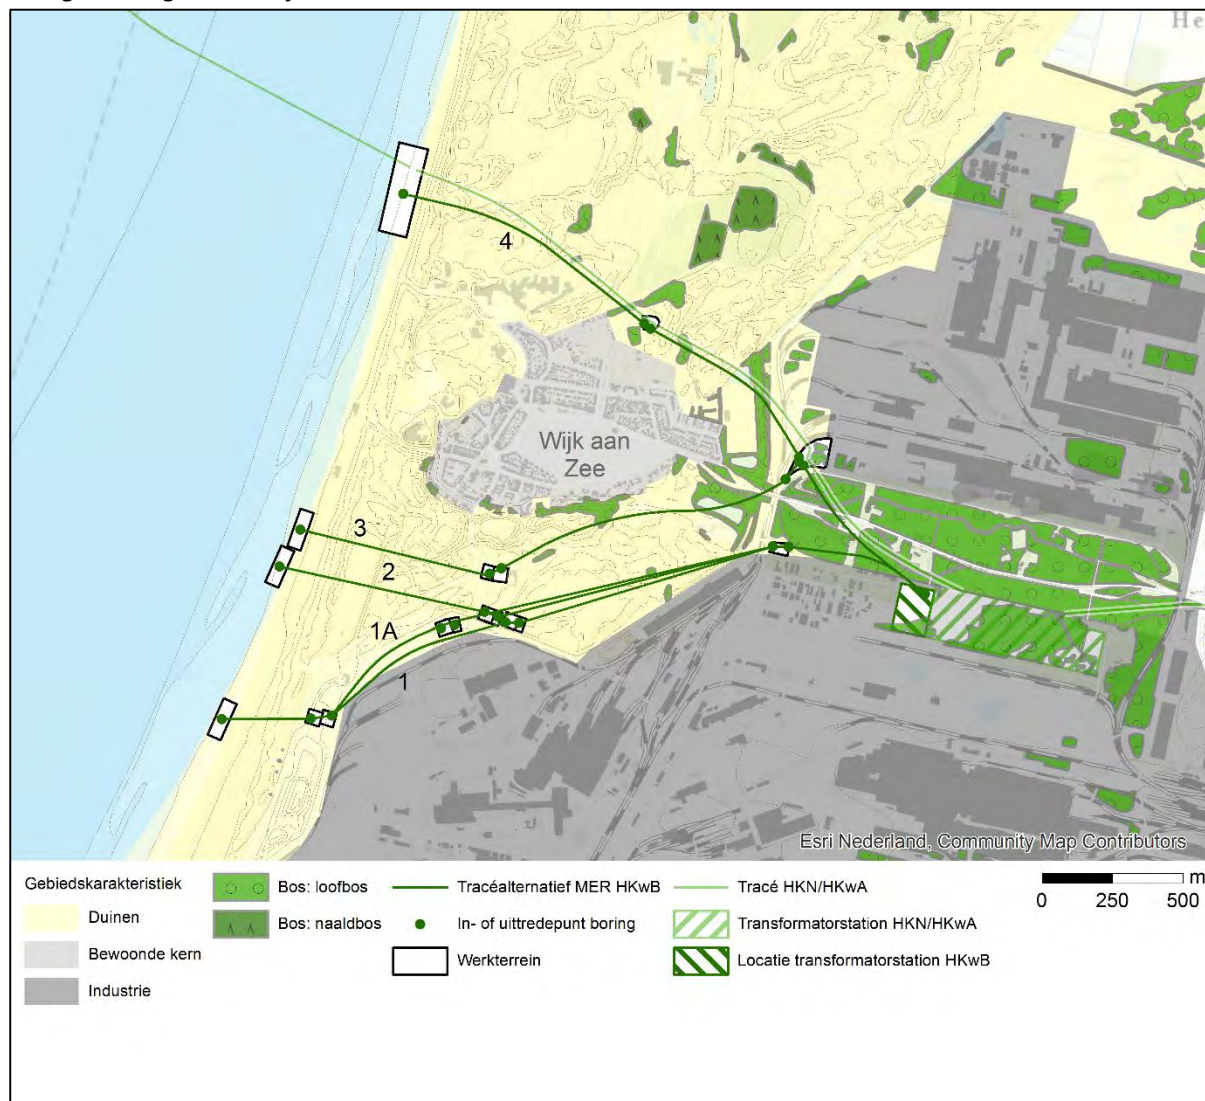 He
4
Wijk aan
Zee
3
2
1A
1
Esri Nederland, Community Map Contributors
Gebiedskarakteristiek
Duinen
Bewoonde kern
Industrie
Bos: loofbos
Bos: naaldbos
Tracéalternatief MER HKwB
In- of uittredepunt boring
Werkterrein
Tracé HKN/HKwA
Transformatorstation HKN/HKwA
Locatie transformatorstation HKwB
m
0 250 500